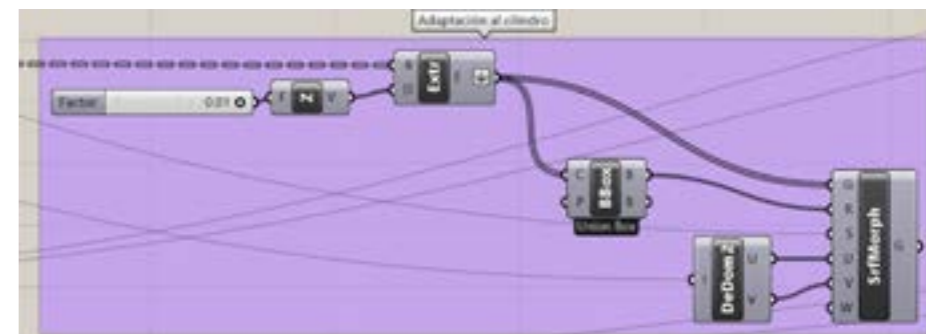 Adaptación al cilindro
B
D
Extr
E
Factor
0.01
F
Z
V
C
P
BBox
B
B
Union Box
I
DeDom2
U
V
G
R
S
U
V
W
SrfMorph
G